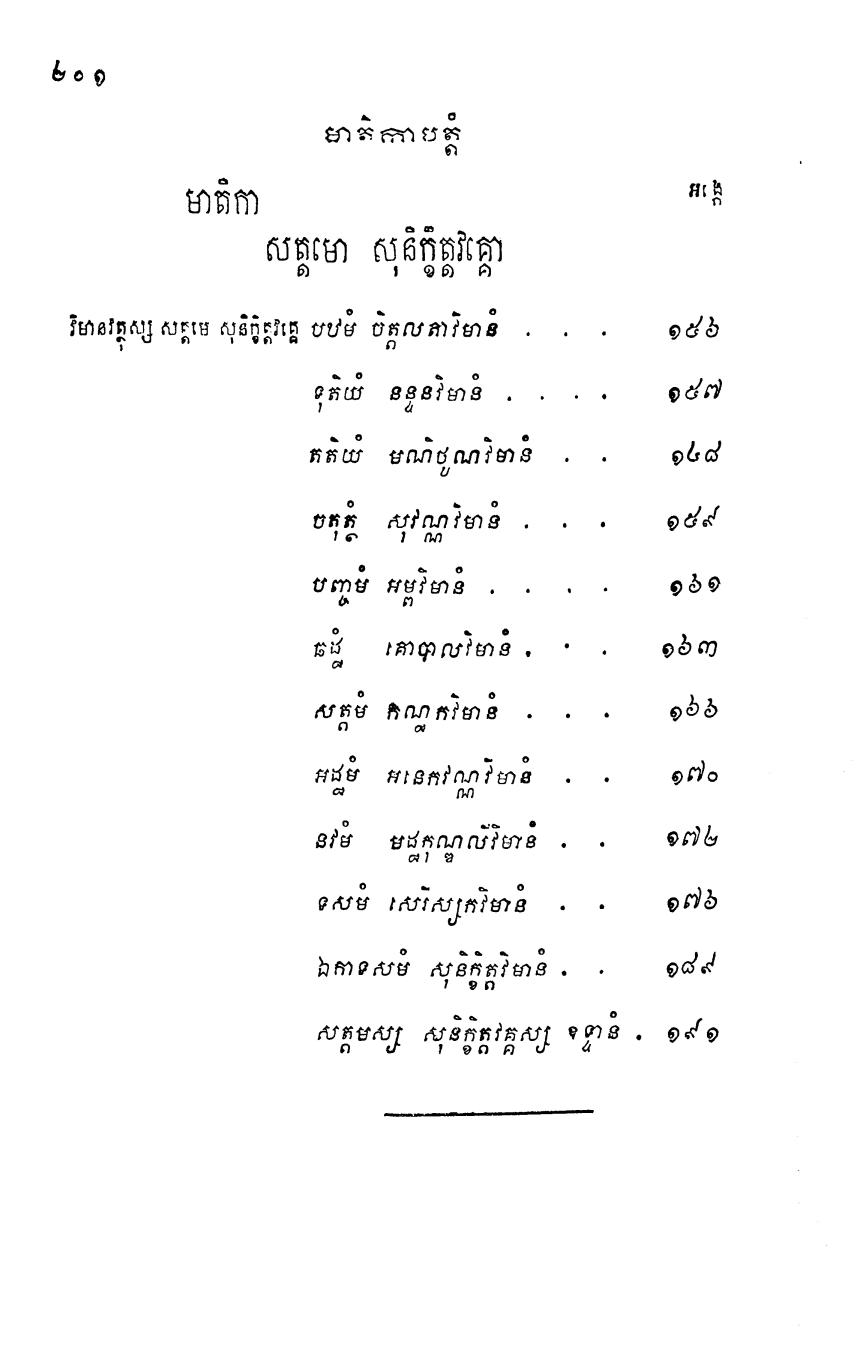 ២០១
មាតិកាបត្តំ
មាតិកា អង្គេ
សត្តមោ សុនិក្ខិត្តវគ្គោ
វិមានវត្ថុស្ស សត្តមេ សុនិក្ខិត្តវគ្គេ បឋមំ ចិត្តលតាវិមានំ . . . ១៥៦
ទុតិយំ នន្ទនវិមានំ . . . . ១៥៧
តតិយំ មណិថូណវិមានំ . . ១៤៨
ចតុត្ថំ សុវណ្ណវិមានំ . . . ១៥៩
បញ្ចមំ អម្ពវិមានំ . . . . ១៦១
ឆដ្ឋំ គោបាលវិមានំ . . . ១៦៣
សត្តមំ កណ្ឋកវិមានំ . . . ១៦៦
អដ្ឋមំ អនេកវណ្ណវិមានំ . . ១៧០
នវមំ មដ្ឋកុណ្ឌលីវិមានំ . . ១៧២
ទសមំ សេរីស្សកវិមានំ . . ១៧៦
ឯកាទសមំ សុនិក្ខិត្តវិមានំ . . ១៨៩
សត្តមស្ស សុនិក្ខិត្តវគ្គស្ស ឧទ្ទានំ . ១៩១